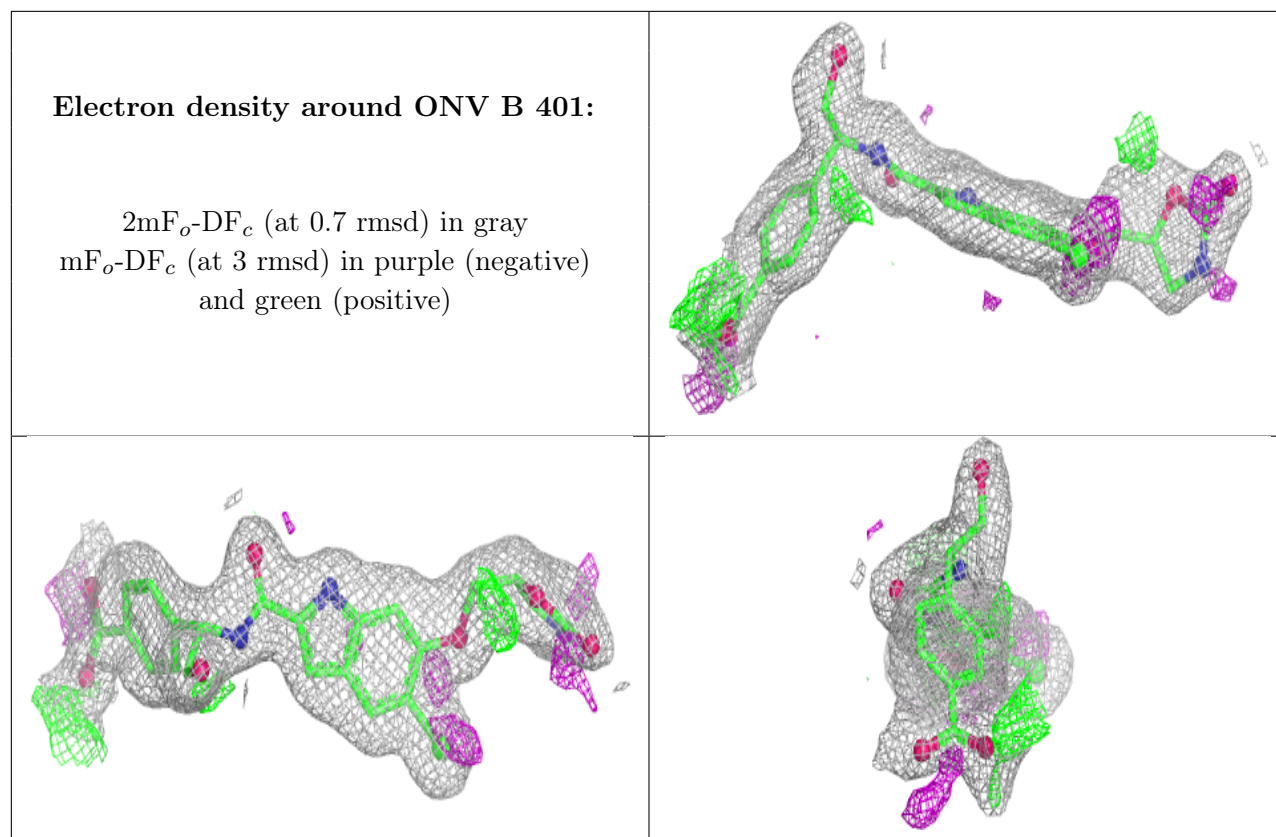 Electron density around ONV B 401:
2mFo-DFc (at 0.7 rmsd) in gray
mFo-DFc (at 3 rmsd) in purple (negative)
and green (positive)